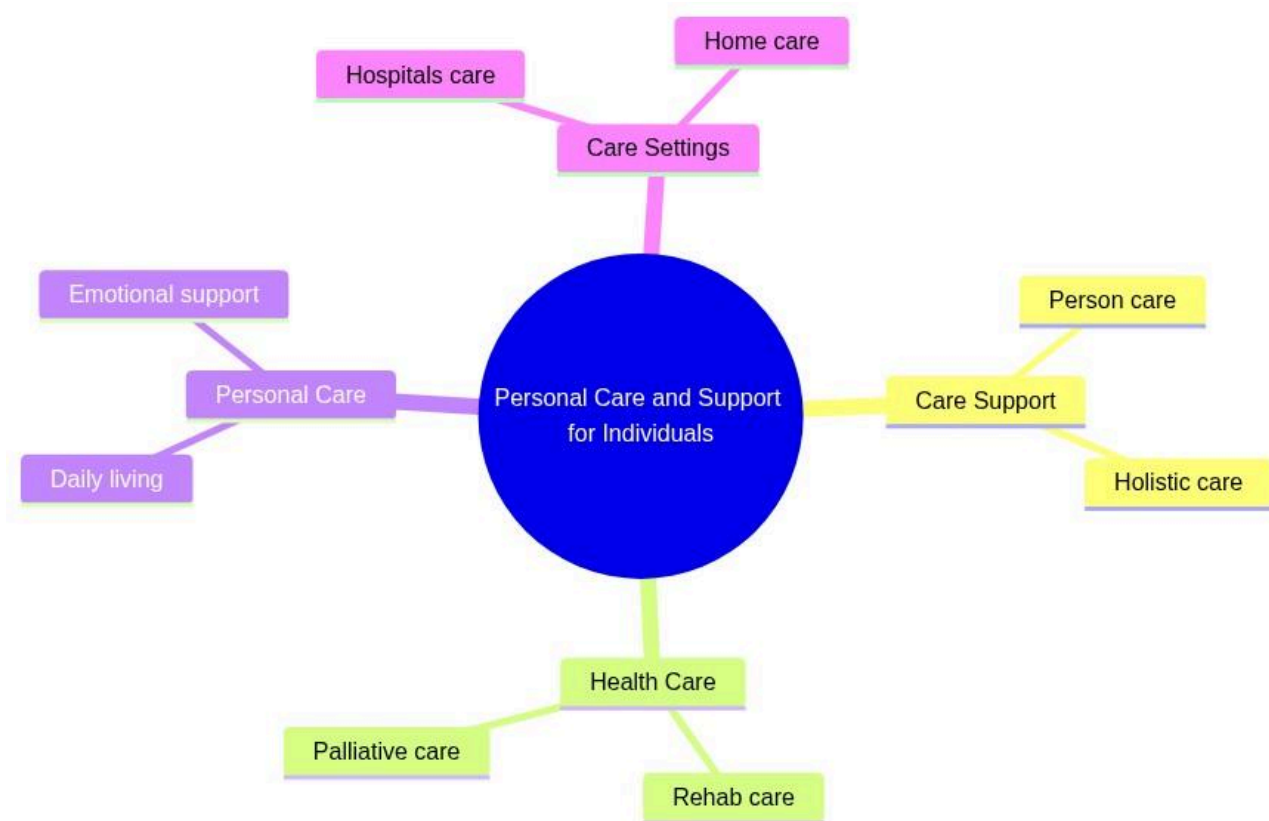 Home care
Hospitals care
Care Settings
Emotional support
Person care
Personal Care
Personal Care and Support
for Individuals
Care Support
Daily living
Holistic care
Health Care
Palliative care
Rehab care